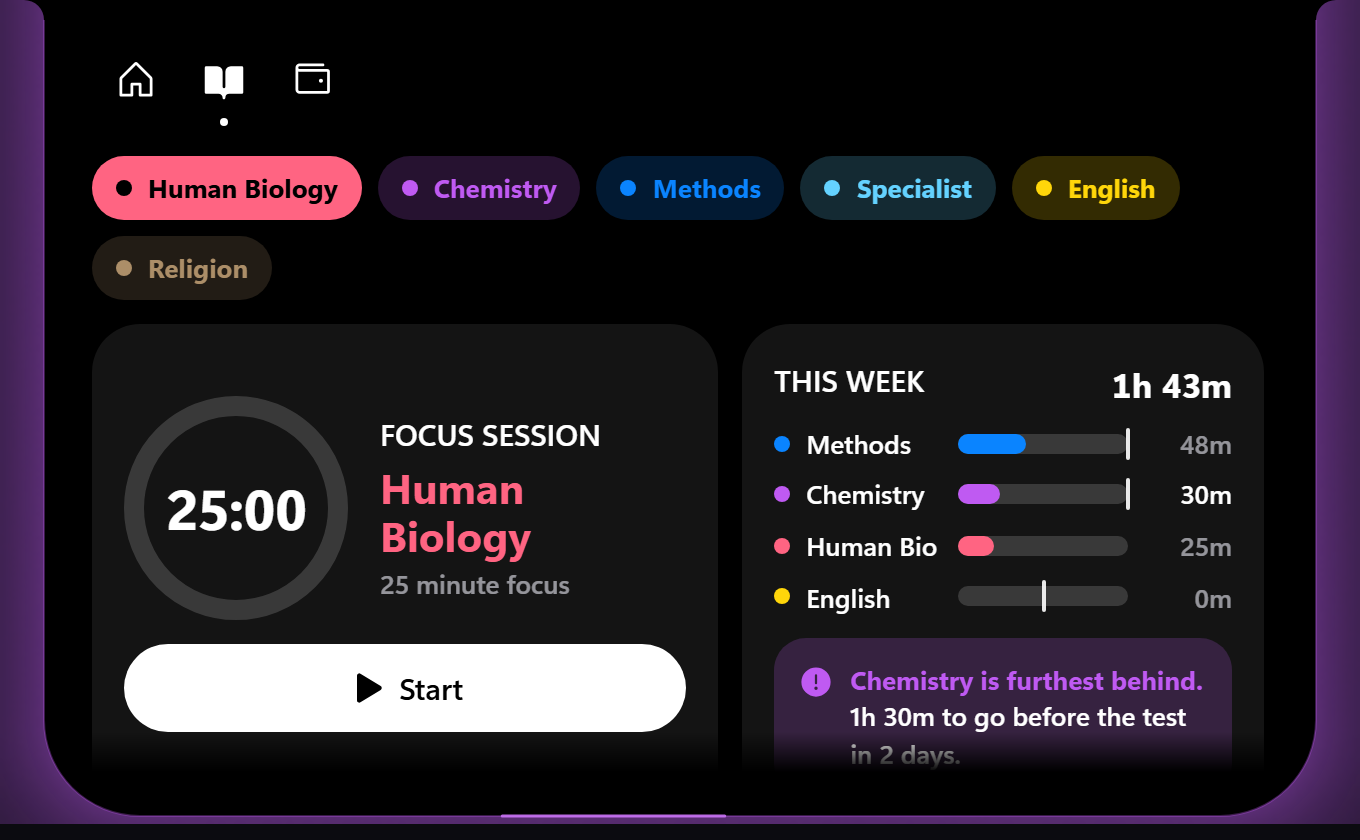 Human Biology
Chemistry
Methods
Specialist
English
Religion
25:00
FOCUS SESSION
Human
Biology
25 minute focus
Start
THIS WEEK
1h 43m
Methods
48m
Chemistry
30m
Human Bio
25m
English
0m
Chemistry is furthest behind.
1h 30m to go before the test
in 2 days.